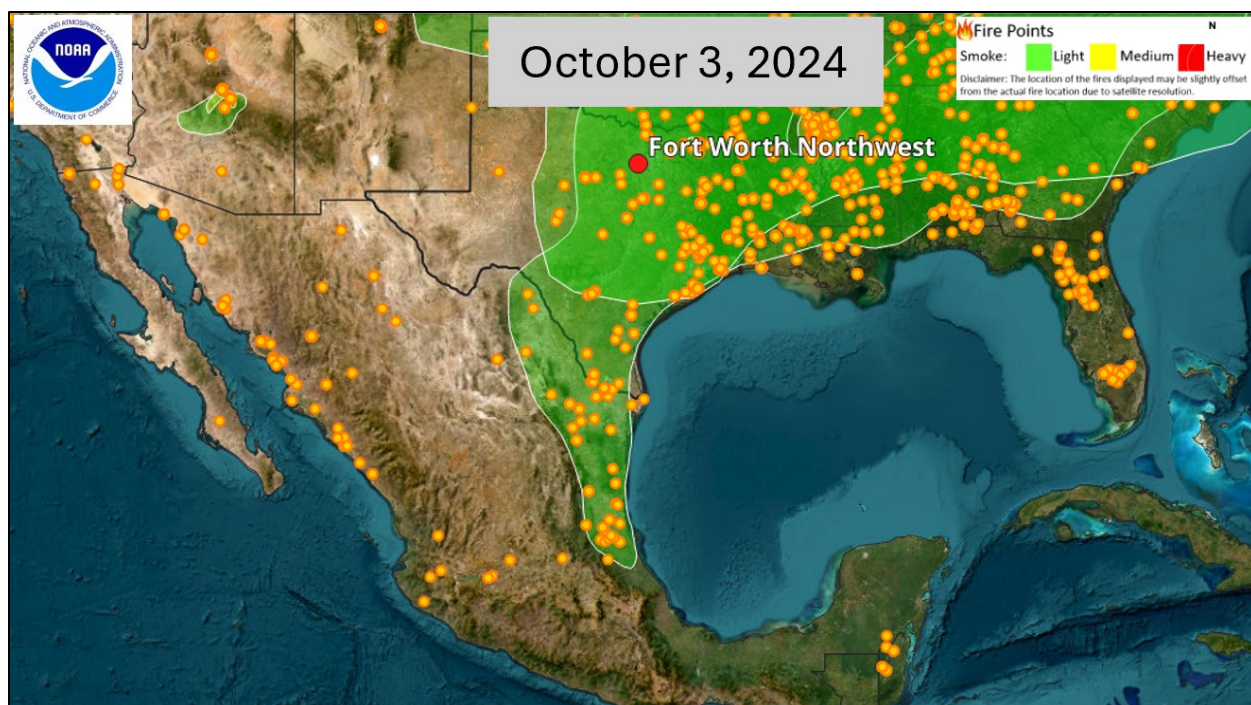 NATIONAL OCEANIC AND ATMOSPHERIC ADMINISTRATION
NOAA
U.S. DEPARTMENT OF COMMERCE
October 3, 2024
Fire Points
N
Smoke: Light Medium Heavy
Disclaimer: The location of the fires displayed may be slightly offset
from the actual fire location due to satellite resolution.
Fort Worth Northwest